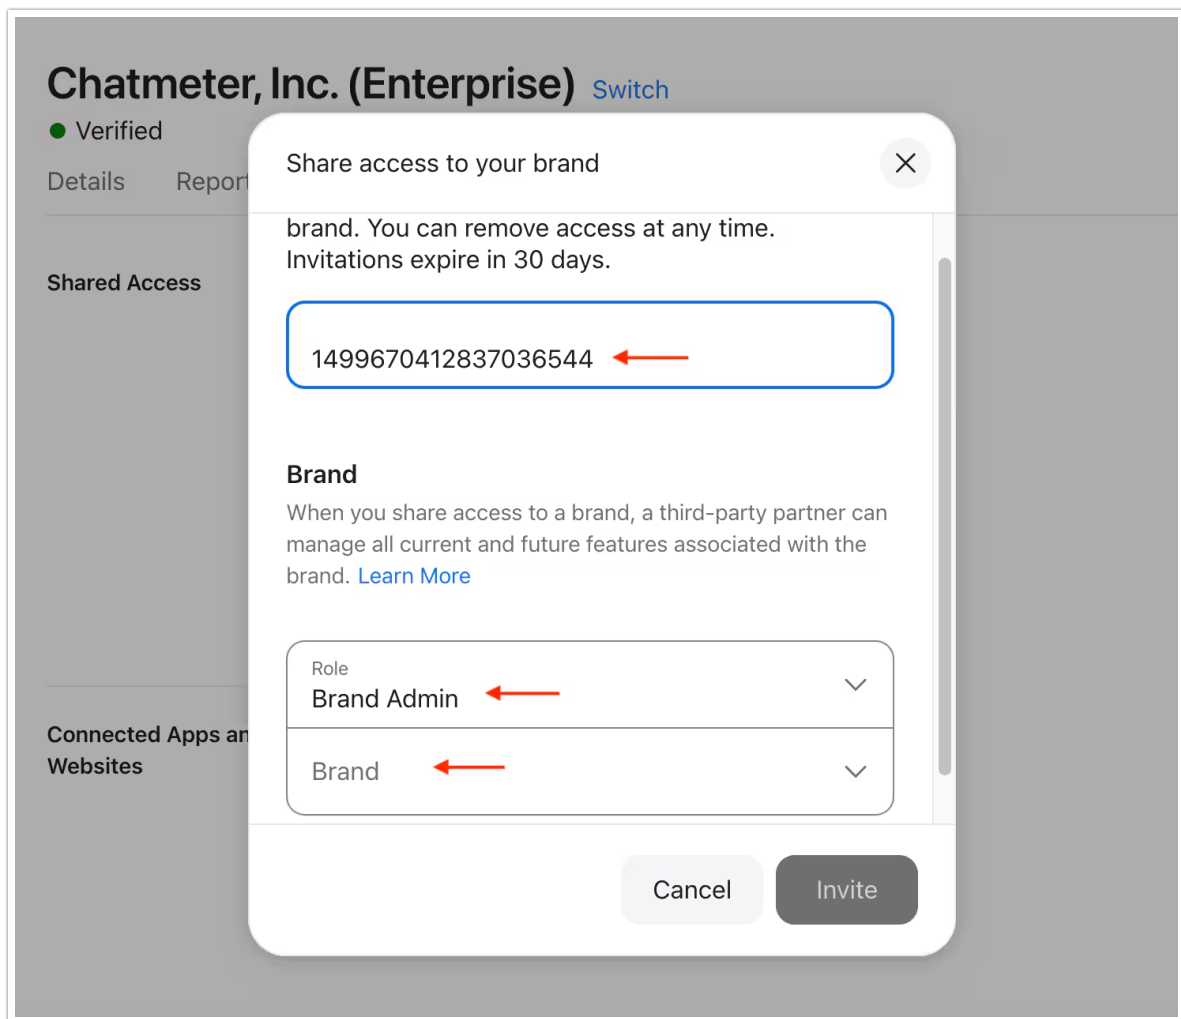 Chatmeter, Inc. (Enterprise) Switch
Verified
Details Report
Share access to your brand
brand. You can remove access at any time.
Invitations expire in 30 days.
Shared Access
1499670412837036544
Brand
When you share access to a brand, a third-party partner can
manage all current and future features associated with the
brand. Learn More
Role
Brand Admin
Brand
Connected Apps an
Websites
Cancel Invite